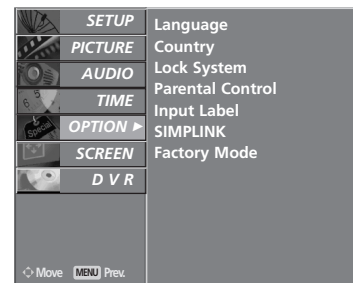 SETUP
PICTURE
AUDIO
TIME
OPTION ►
SCREEN
D V R
Language
Country
Lock System
Parental Control
Input Label
SIMPLINK
Factory Mode
Special
Move MENU Prev.